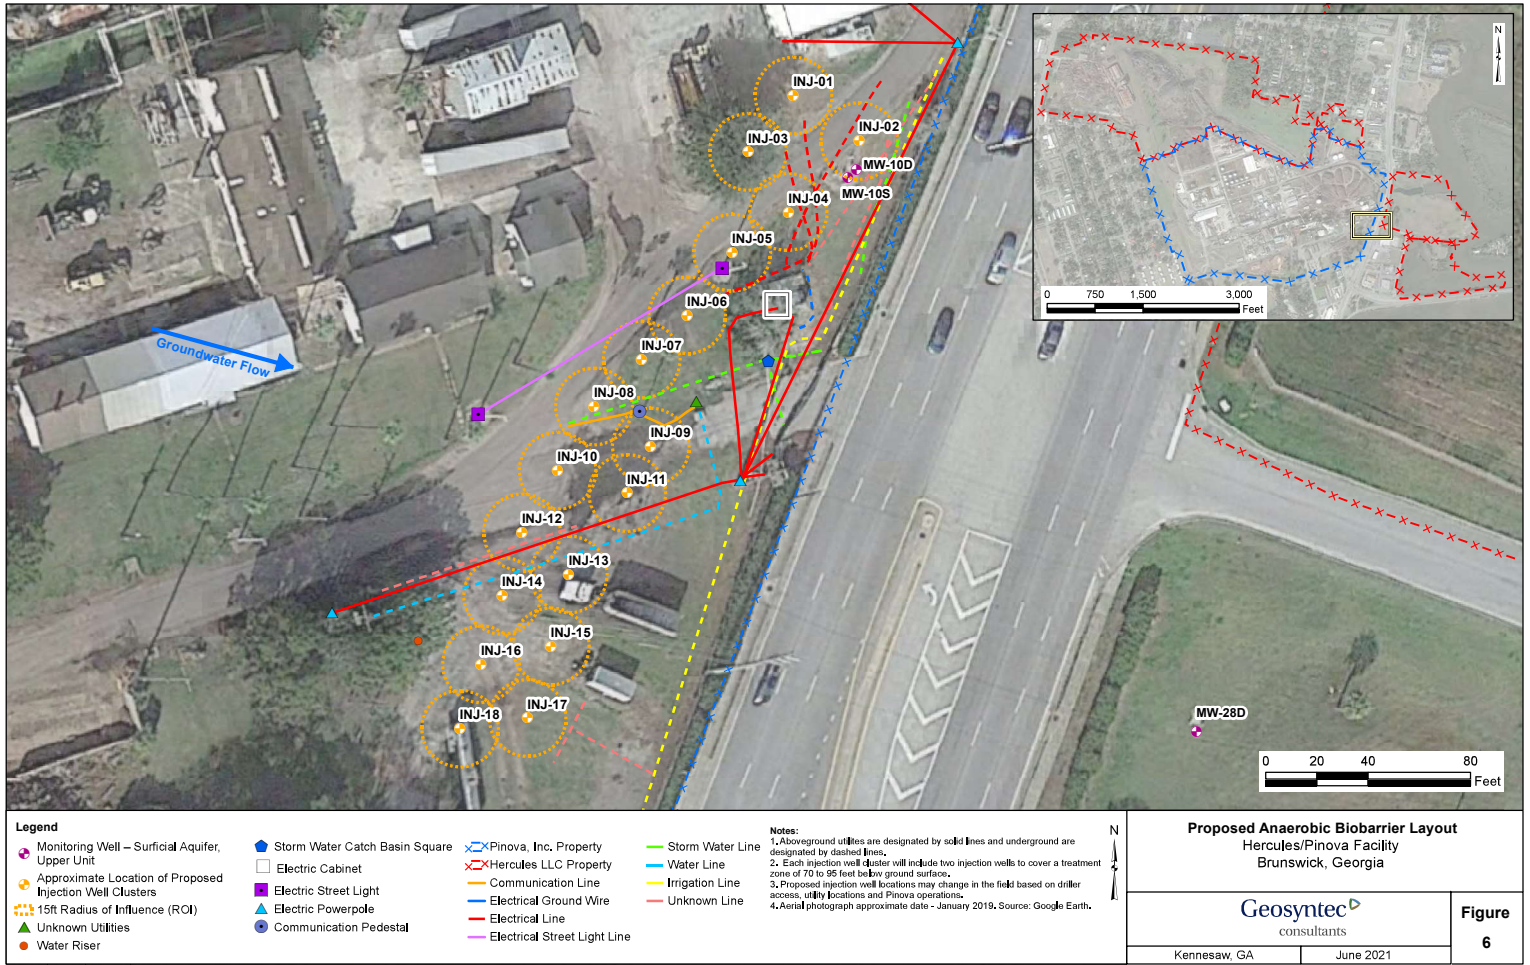 INJ-01
INJ-02
INJ-03
MW-10D
MW-10S
INJ-04
INJ-05
INJ-06
INJ-07
Groundwater Flow
INJ-08
INJ-09
INJ-10
INJ-11
INJ-12
INJ-13
INJ-14
INJ-15
INJ-16
INJ-17
INJ-18
MW-28D
N
0 750 1,500 3,000
Feet
0 20 40 80
Feet
Legend
Monitoring Well – Surficial Aquifer,
Upper Unit
Approximate Location of Proposed
Injection Well Clusters
15ft Radius of Influence (ROI)
Unknown Utilities
Water Riser
Storm Water Catch Basin Square
Electric Cabinet
Electric Street Light
Electric Powerpole
Communication Pedestal
Pinova, Inc. Property
Hercules LLC Property
Communication Line
Electrical Ground Wire
Electrical Line
Electrical Street Light Line
Storm Water Line
Water Line
Irrigation Line
Unknown Line
Notes:
1. Aboveground utilites are designated by solid lines and underground are
designated by dashed lines.
2. Each injection well cluster will include two injection wells to cover a treatment
zone of 70 to 95 feet below ground surface.
3. Proposed injection well locations may change in the field based on driller
access, utility locations and Pinova operations.
4. Aerial photograph approximate date - January 2019. Source: Google Earth.
N
Proposed Anaerobic Biobarrier Layout
Hercules/Pinova Facility
Brunswick, Georgia
Geosyntec
consultants
Kennesaw, GA
June 2021
Figure
6